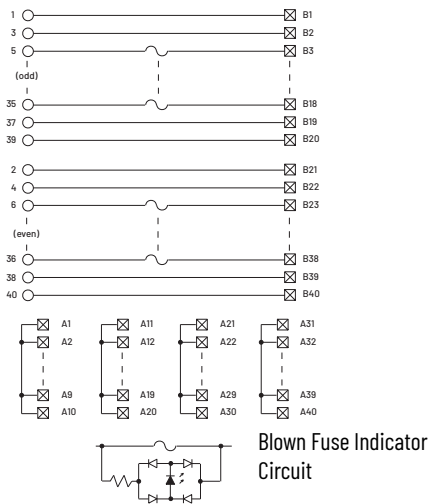 1 B1
3 B2
5 B3
(odd)
35 B18
37 B19
39 B20
2 B21
4 B22
6 B23
(even)
36 B38
38 B39
40 B40
A1 A11 A21 A31
A2 A12 A22 A32
A9 A19 A29 A39
A10 A20 A30 A40
Blown Fuse Indicator
Circuit